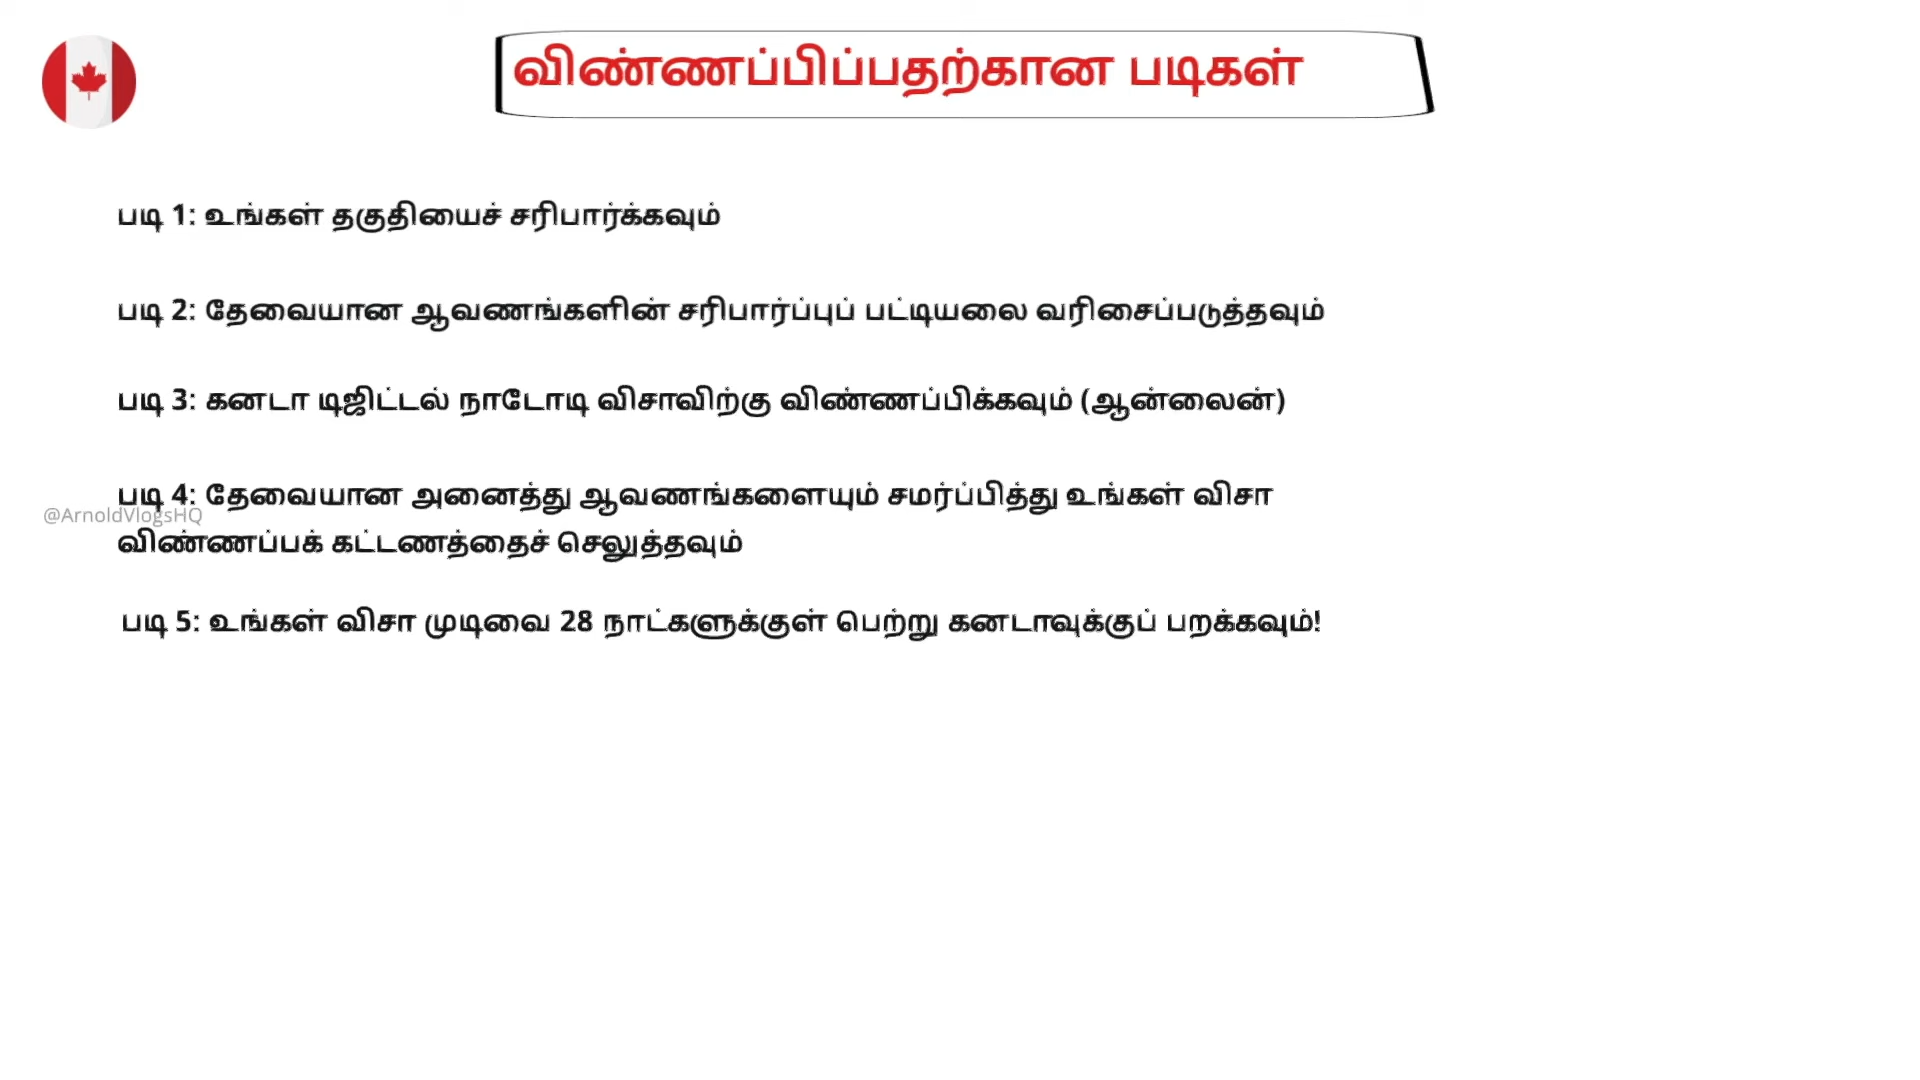 விண்ணப்பிப்பதற்கான படிகள்
படி 1: உங்கள் தகுதியைச் சரிபார்க்கவும்
படி 2: தேவையான ஆவணங்களின் சரிபார்ப்புப் பட்டியலை வரிசைப்படுத்தவும்
படி 3: கனடா டிஜிட்டல் நாடோடி விசாவிற்கு விண்ணப்பிக்கவும் (ஆன்லைன்)
படி 4: தேவையான அனைத்து ஆவணங்களையும் சமர்ப்பித்து உங்கள் விசா
@ArnoldVlogsHQ
விண்ணப்பக் கட்டணத்தைச் செலுத்தவும்
படி 5: உங்கள் விசா முடிவை 28 நாட்களுக்குள் பெற்று கனடாவுக்குப் பறக்கவும்!